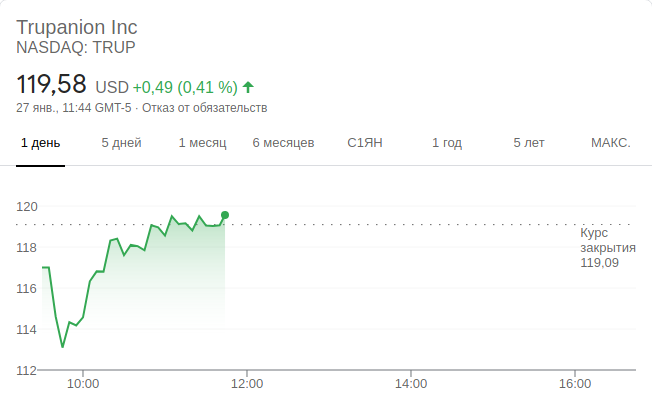 Trupanion Inc
NASDAQ: TRUP
119,58 USD +0,49 (0,41 %)
27 янв., 11:44 GMT-5 · Отказ от обязательств
1 день 5 дней 1 месяц 6 месяцев С1ЯН 1 год 5 лет МАКС.
120
Курс
закрытия
119,09
118
116
114
112
10:00 12:00 14:00 16:00